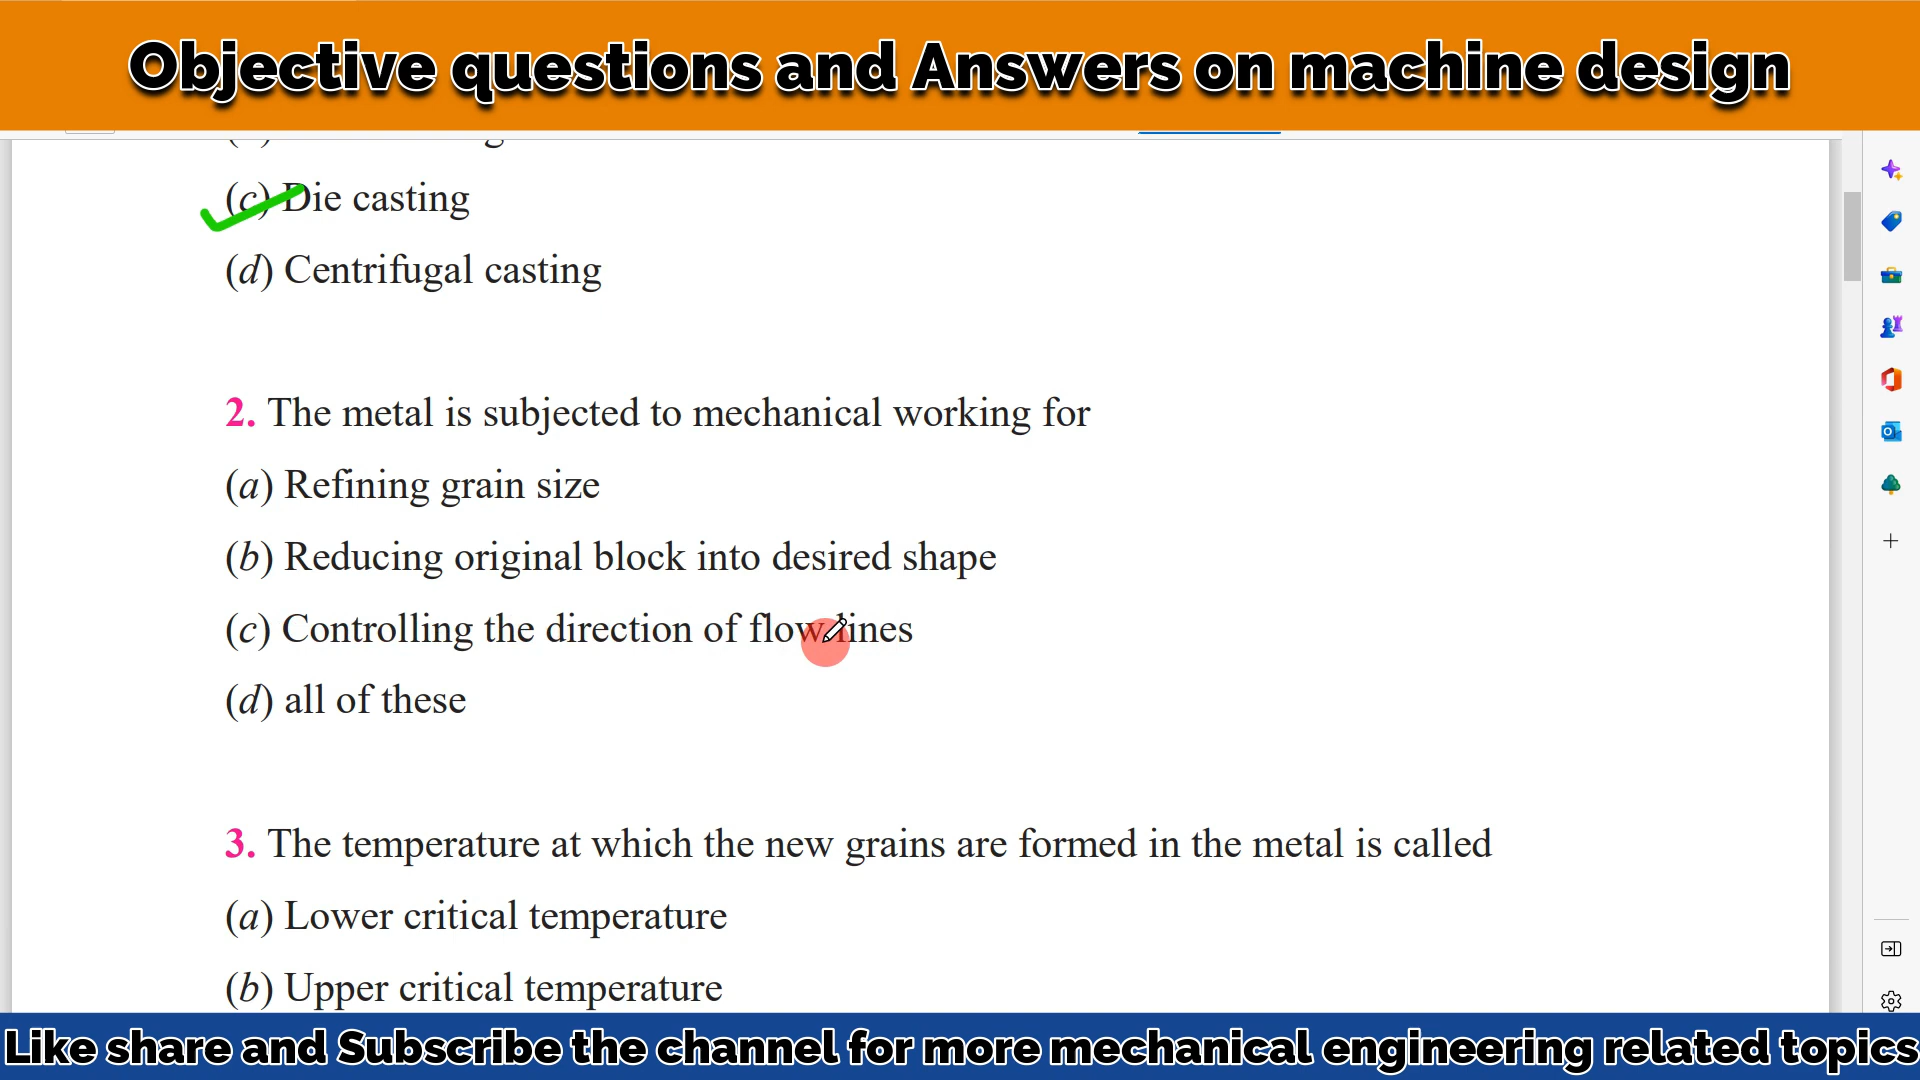 Objective questions and Answers on machine design
(c) Die casting
(d) Centrifugal casting
2. The metal is subjected to mechanical working for
(a) Refining grain size
(b) Reducing original block into desired shape
(c) Controlling the direction of flow lines
(d) all of these
3. The temperature at which the new grains are formed in the metal is called
(a) Lower critical temperature
(b) Upper critical temperature
Like share and Subscribe the channel for more mechanical engineering related topics